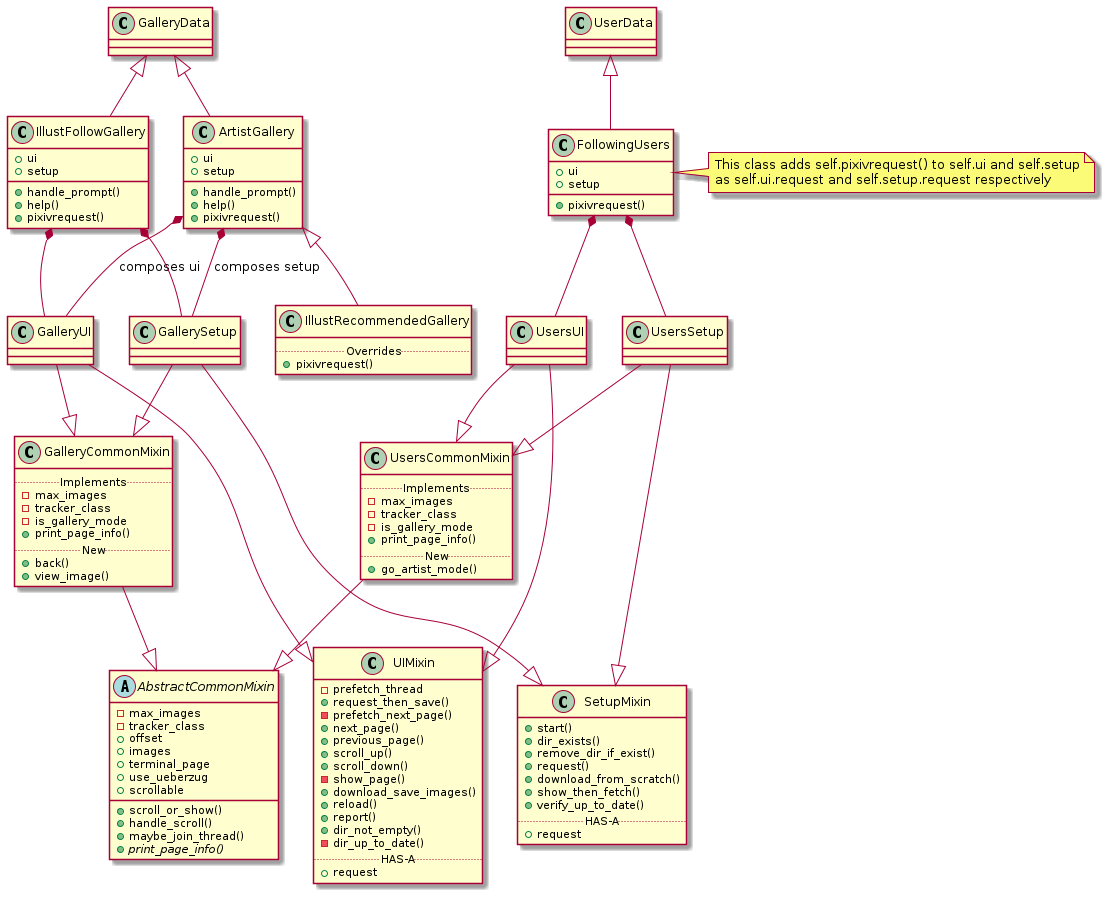 C GalleryData
C UserData
C IllustFollowGallery
ui
setup
handle_prompt()
help()
pixivrequest()
C ArtistGallery
ui
setup
handle_prompt()
help()
pixivrequest()
C FollowingUsers
ui
setup
pixivrequest()
This class adds self.pixivrequest() to self.ui and self.setup
as self.ui.request and self.setup.request respectively
composes ui
composes setup
C GalleryUI
C GallerySetup
C IllustRecommendedGallery
Overrides
pixivrequest()
C UsersUI
C UsersSetup
C GalleryCommonMixin
Implements
max_images
tracker_class
is_gallery_mode
print_page_info()
New
back()
view_image()
C UsersCommonMixin
Implements
max_images
tracker_class
is_gallery_mode
print_page_info()
New
go_artist_mode()
A AbstractCommonMixin
max_images
tracker_class
offset
images
terminal_page
use_ueberzug
scrollable
scroll_or_show()
handle_scroll()
maybe_join_thread()
print_page_info()
C UIMixin
prefetch_thread
request_then_save()
prefetch_next_page()
next_page()
previous_page()
scroll_up()
scroll_down()
show_page()
download_save_images()
reload()
report()
dir_not_empty()
dir_up_to_date()
HAS-A
request
C SetupMixin
start()
dir_exists()
remove_dir_if_exist()
request()
download_from_scratch()
show_then_fetch()
verify_up_to_date()
HAS-A
request